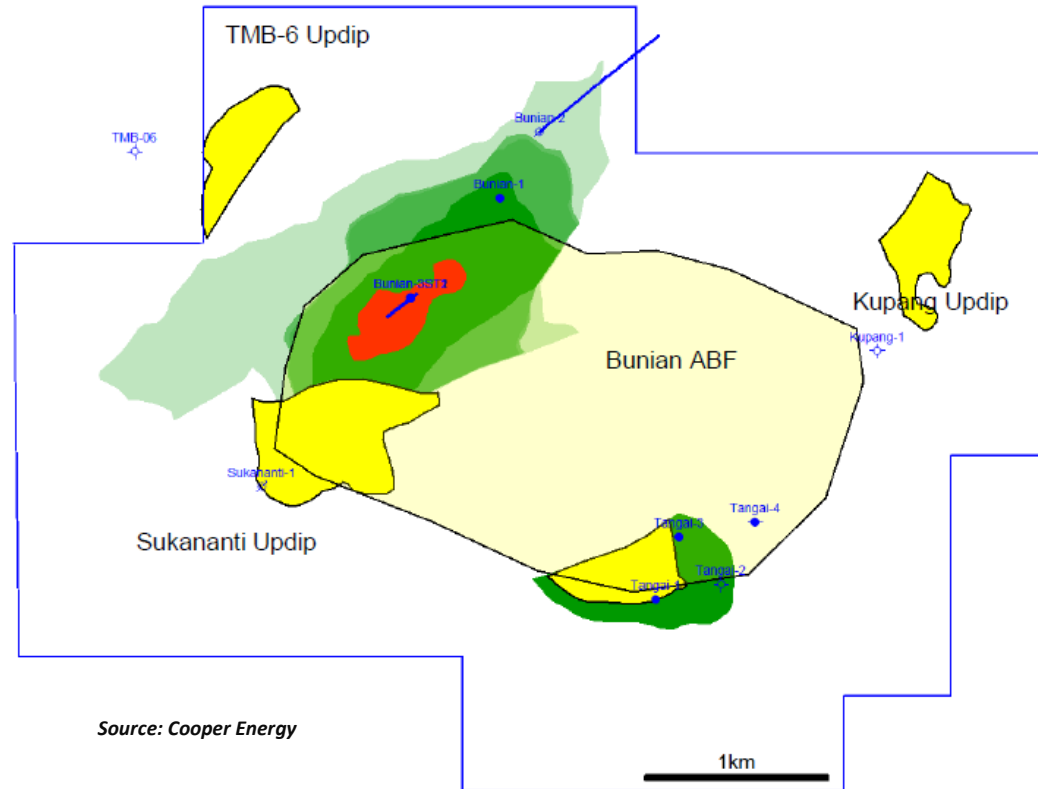 TMB-6 Updip
Bunian-2
TMB-06
Bunian-1
Bunian-3ST1
Kupang Updip
Kupang-1
Bunian ABF
Sukananti-1
Tangai-4
Tangai-3
Sukananti Updip
Tangai-2
Tangai-1
Source: Cooper Energy
1km